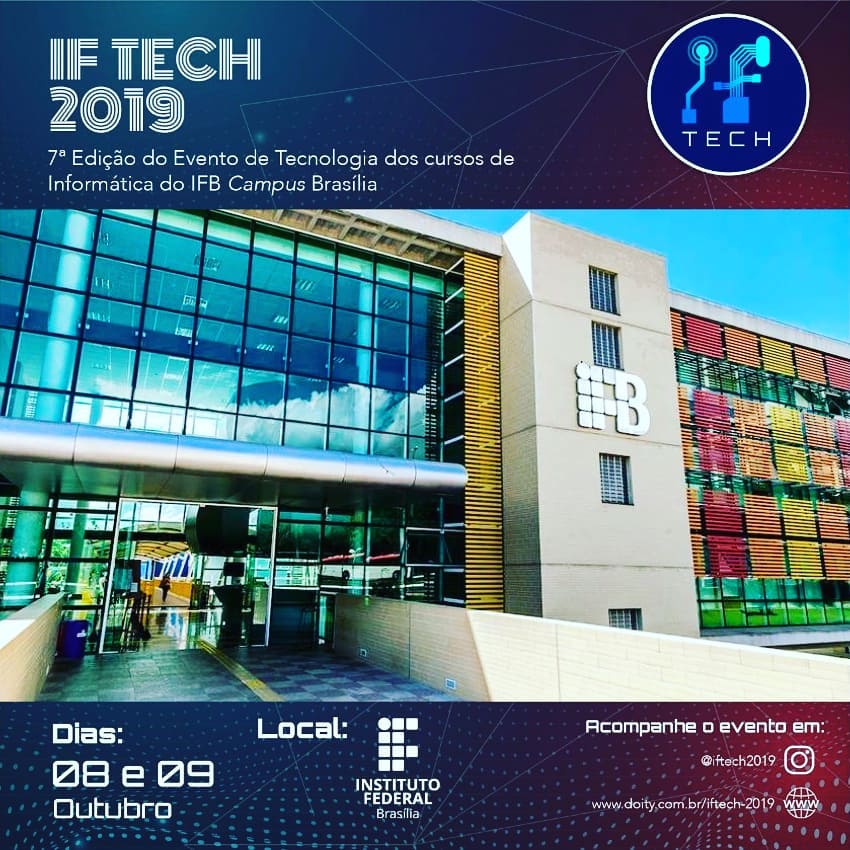 IF TECH
2019
7ª Edição do Evento de Tecnologia dos cursos de
Informática do IFB Campus Brasília
if
TECH
IFB
Dias:
08 e 09
Outubro
Local:
INSTITUTO
FEDERAL
Brasília
Acompanhe o evento em:
@iftech2019
www.doity.com.br/iftech-2019
WWW